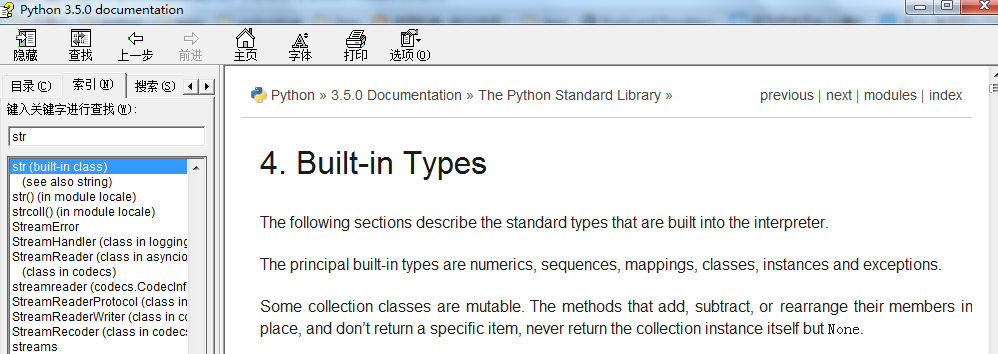 Python 3.5.0 documentation
隐藏 查找 上一步 前进 主页 字体 打印 选项(O)
目录(C) 索引(N) 搜索(S)
键入关键字进行查找(W):
str
str (built-in class)
(see also string)
str() (in module locale)
strcoll() (in module locale)
StreamError
StreamHandler (class in logging
StreamReader (class in asyncio
(class in codecs)
streamreader (codecs.CodecInf
StreamReaderProtocol (class in
StreamReaderWriter (class in co
StreamRecoder (class in codecs
streams
Python » 3.5.0 Documentation » The Python Standard Library » previous | next | modules | index
4. Built-in Types
The following sections describe the standard types that are built into the interpreter.
The principal built-in types are numerics, sequences, mappings, classes, instances and exceptions.
Some collection classes are mutable. The methods that add, subtract, or rearrange their members in
place, and don't return a specific item, never return the collection instance itself but None.